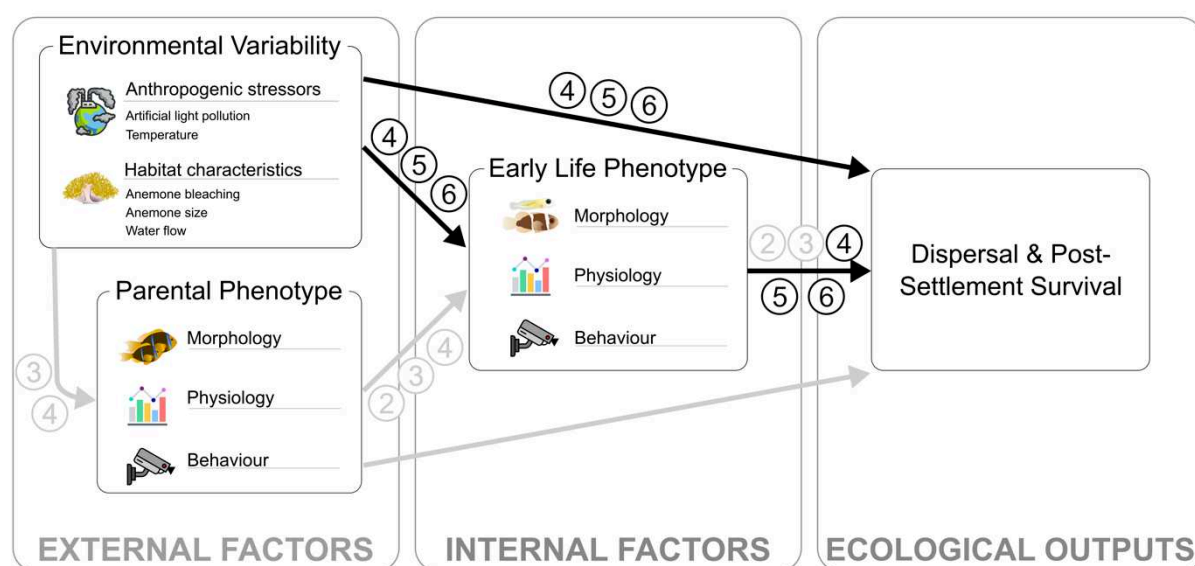 Environmental Variability
Anthropogenic stressors
Artificial light pollution
Temperature
Habitat characteristics
Anemone bleaching
Anemone size
Water flow
3
4
Parental Phenotype
Morphology
Physiology
Behaviour
EXTERNAL FACTORS
4 5 6
4
5
6
2 3 4
Early Life Phenotype
Morphology
Physiology
Behaviour
INTERNAL FACTORS
2 3 4
5 6
Dispersal & Post-
Settlement Survival
ECOLOGICAL OUTPUTS